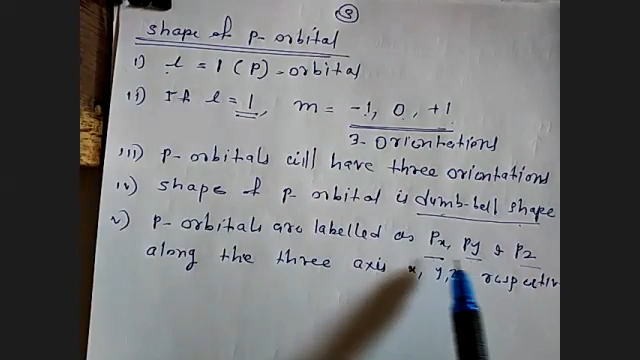 ③
shape of p-orbital
i) l = 1 (p)-orbital
ii) If l = 1, m = -1, 0, +1
3-orientations
iii) p-orbitals will have three orientations
iv) shape of p orbital is dumb-bell shape
v) p-orbitals are labelled as Px, Py & Pz
along the three axis x, y, z